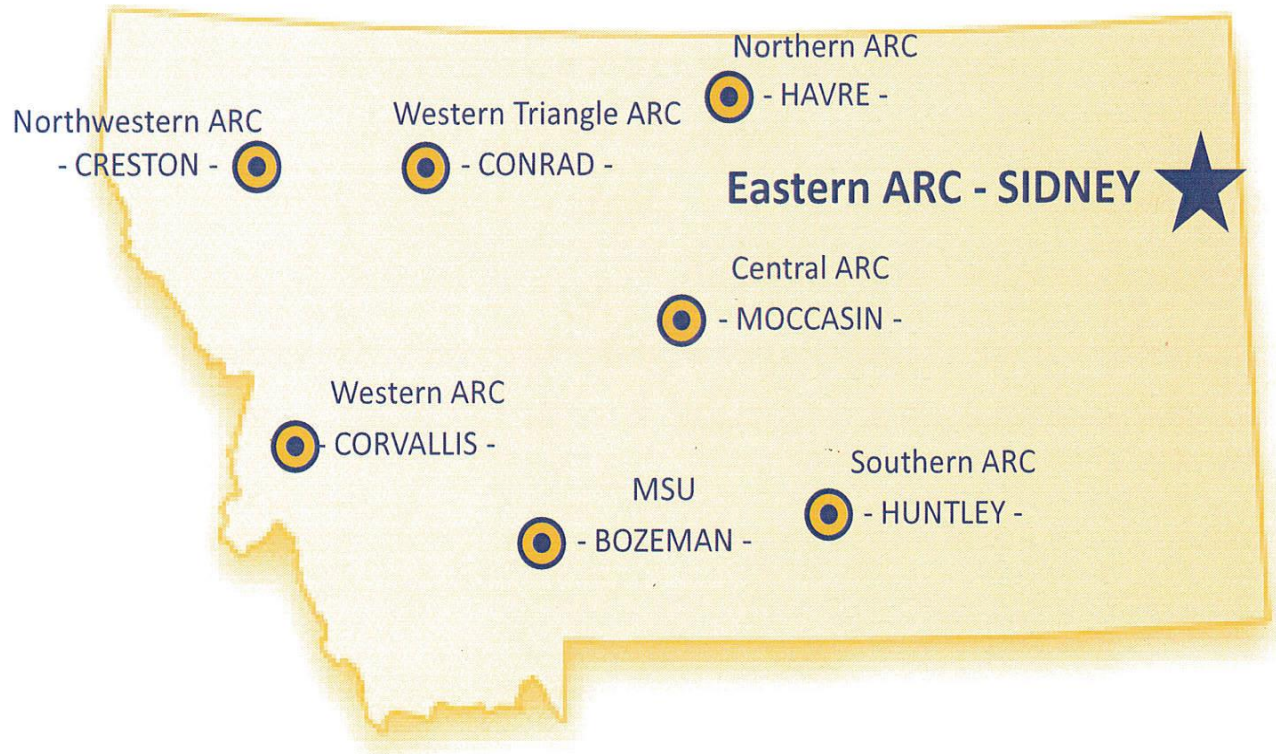 Northern ARC
- HAVRE -
Northwestern ARC
- CRESTON -
Western Triangle ARC
- CONRAD -
Eastern ARC - SIDNEY
Central ARC
- MOCCASIN -
Western ARC
- CORVALLIS -
MSU
- BOZEMAN -
Southern ARC
- HUNTLEY -